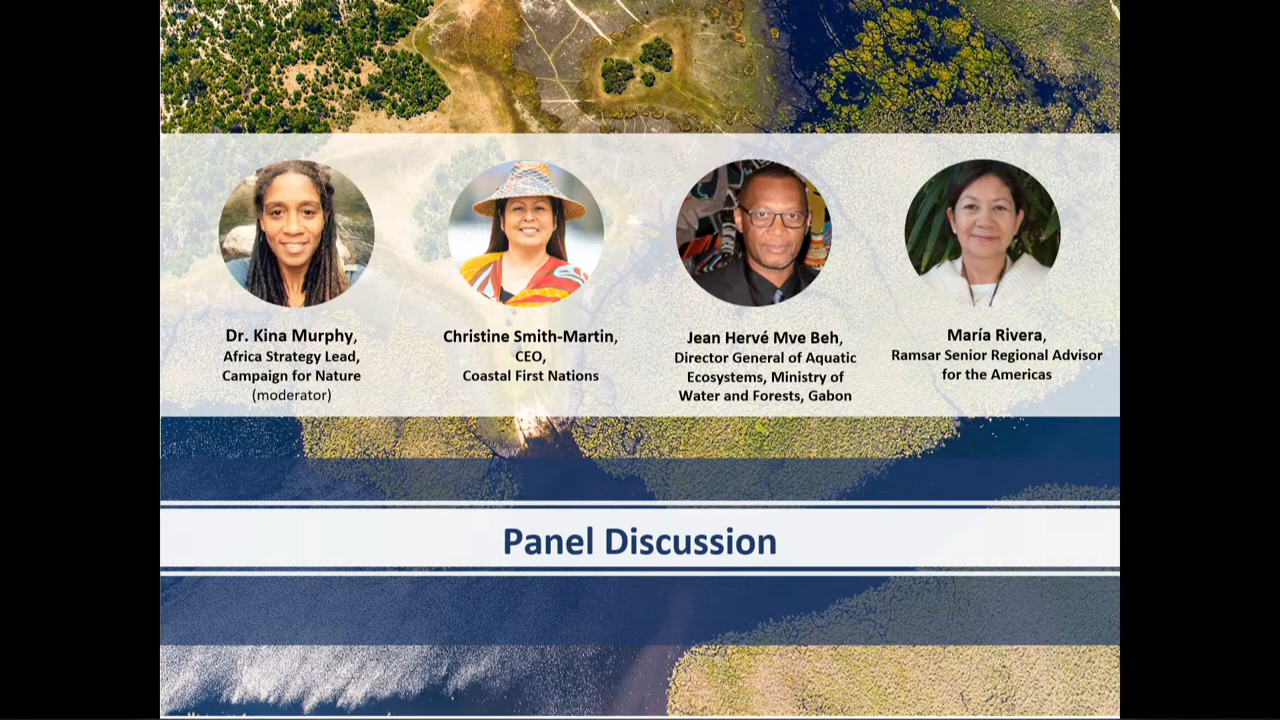 Dr. Kina Murphy,
Africa Strategy Lead,
Campaign for Nature
(moderator)
Christine Smith-Martin,
CEO,
Coastal First Nations
Jean Hervé Mve Beh,
Director General of Aquatic
Ecosystems, Ministry of
Water and Forests, Gabon
María Rivera,
Ramsar Senior Regional Advisor
for the Americas
Panel Discussion